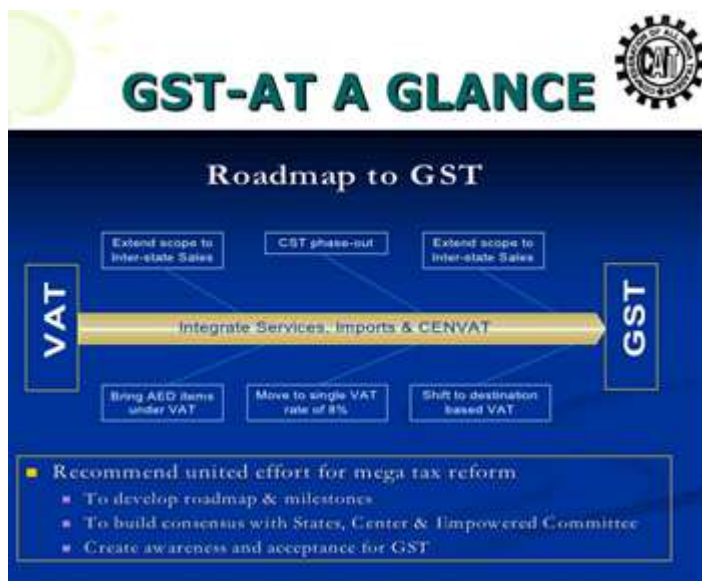 GST-AT A GLANCE
CAIT
Roadmap to GST
Extend scope to
Inter-state Sales
CST phase-out
Extend scope to
Inter-state Sales
VAT
Integrate Services, Imports & CENVAT
GST
Bring AED items
under VAT
Move to single VAT
rate of 8%
Shift to destination
based VAT
Recommend united effort for mega tax reform
To develop roadmap & milestones
To build consensus with States, Center & Empowered Committee
Create awareness and acceptance for GST